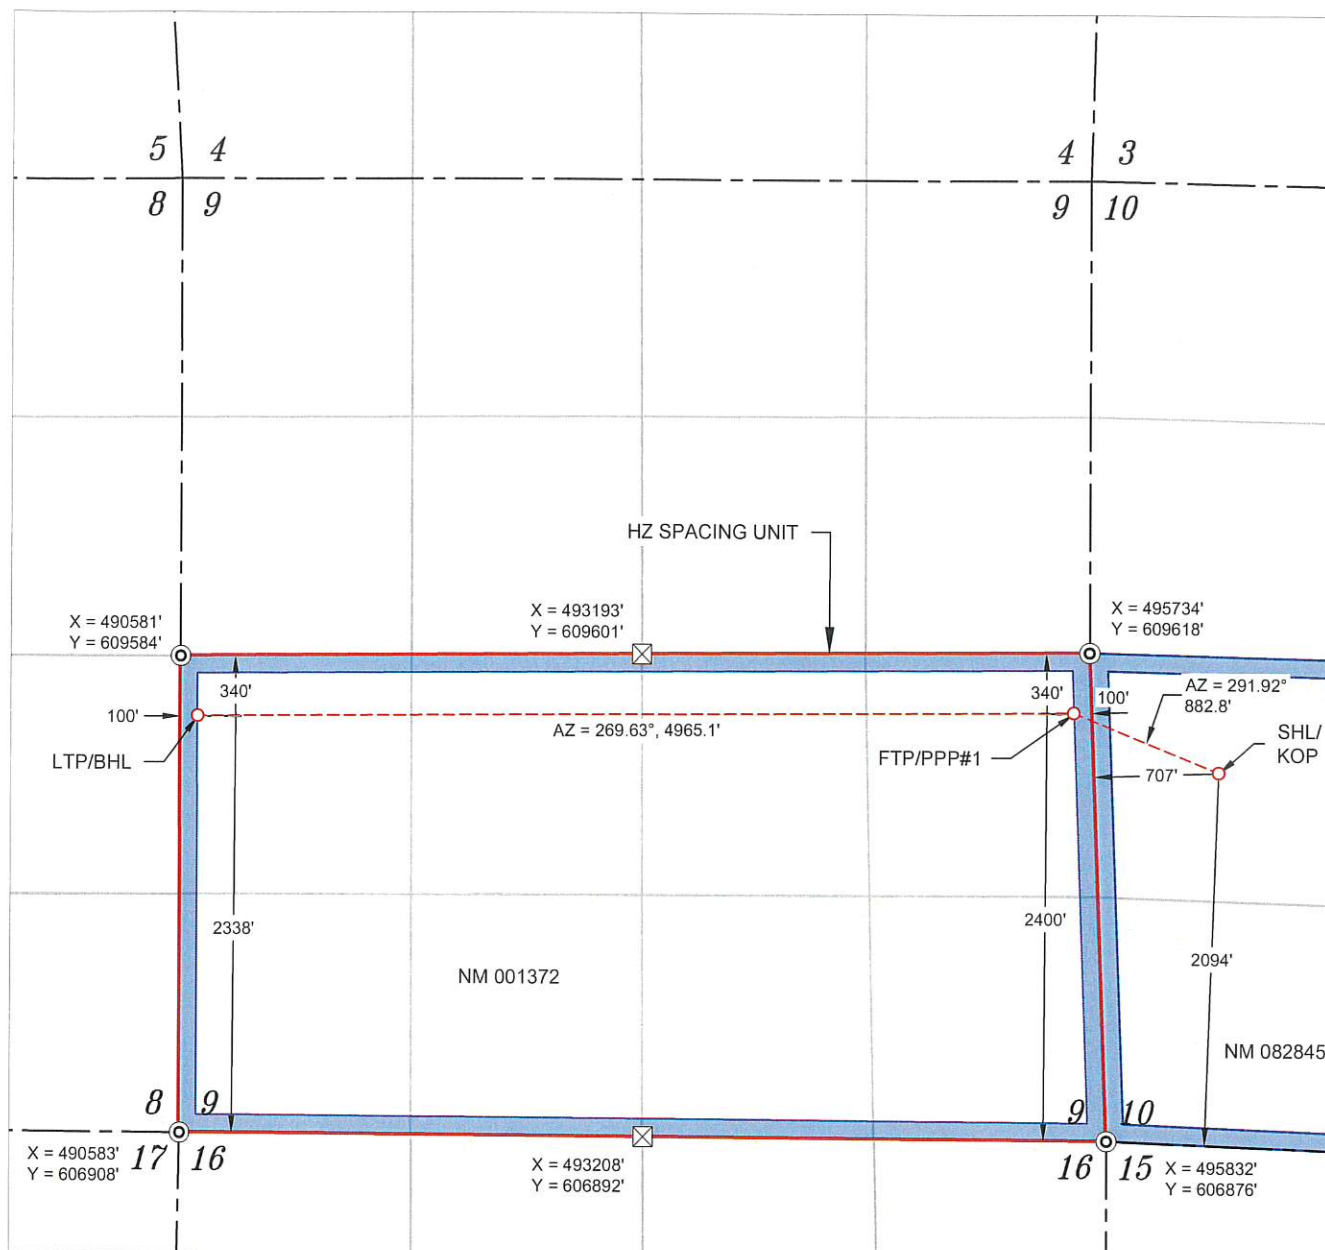 5 4
4 3
8 9
9 10
HZ SPACING UNIT
X = 490581'
Y = 609584'
X = 493193'
Y = 609601'
X = 495734'
Y = 609618'
340'
340'
100'
100'
AZ = 291.92°
882.8'
AZ = 269.63°, 4965.1'
LTP/BHL
FTP/PPP#1
SHL/
KOP
707'
2338'
2400'
2094'
NM 001372
NM 082845
8 9
9 10
17 16
16 15
X = 490583'
Y = 606908'
X = 493208'
Y = 606892'
X = 495832'
Y = 606876'